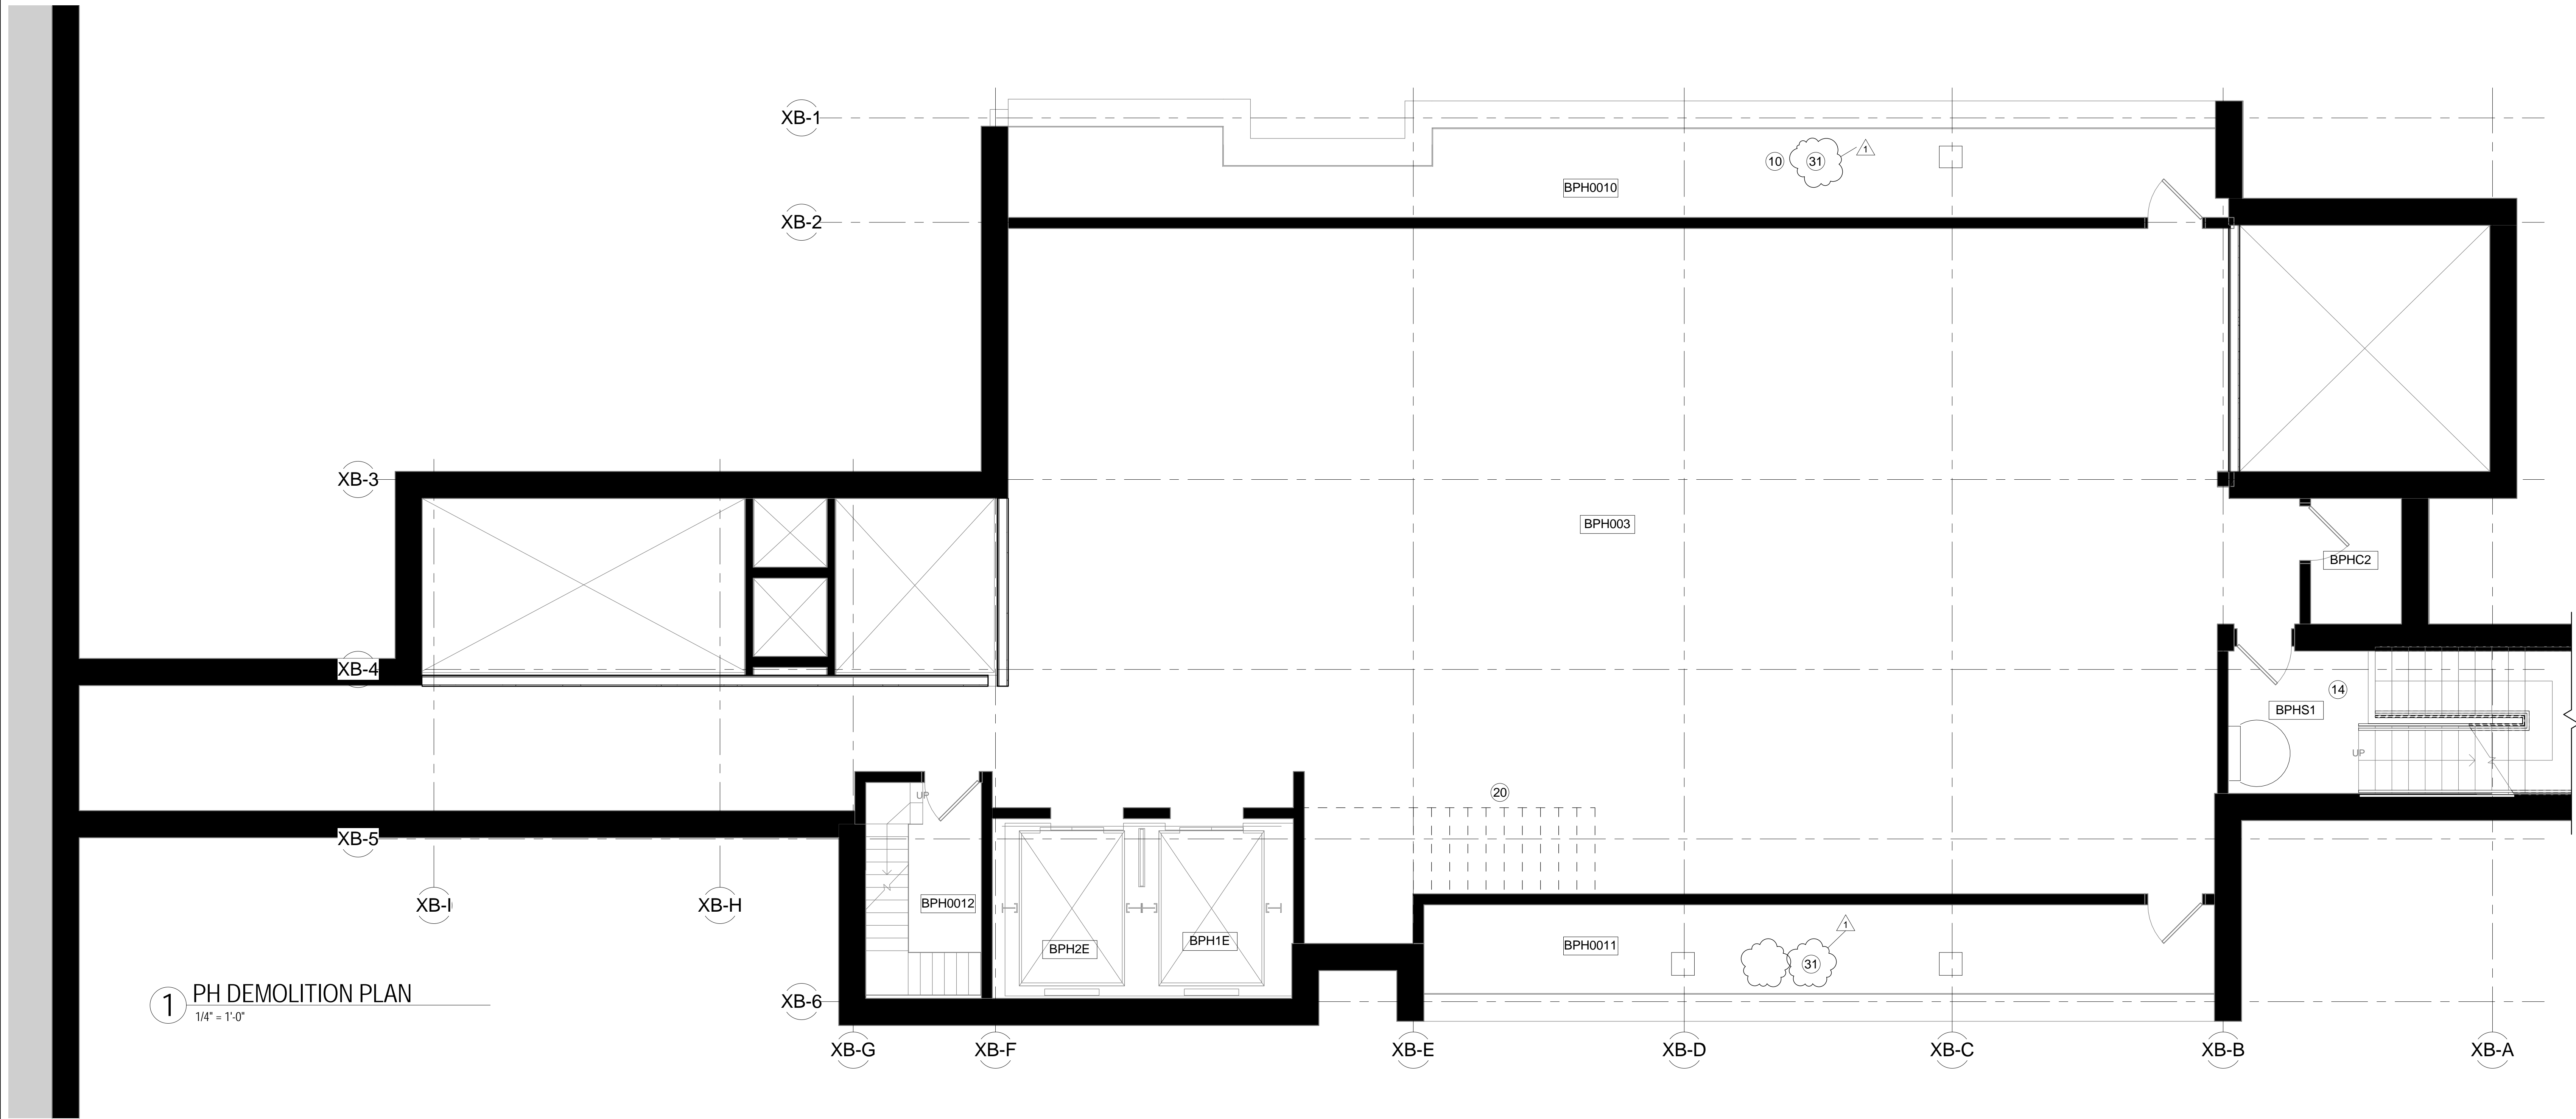 XB-1
10
31
1
BPH0010
XB-2
XB-3
BPH003
BPHC2
XB-4
14
BPHS1
UP
20
UP
XB-5
XB-I
XB-H
BPH0012
BPH2E
BPH1E
BPH0011
1
31
1
PH DEMOLITION PLAN
1/4" = 1'-0"
XB-6
XB-G
XB-F
XB-E
XB-D
XB-C
XB-B
XB-A